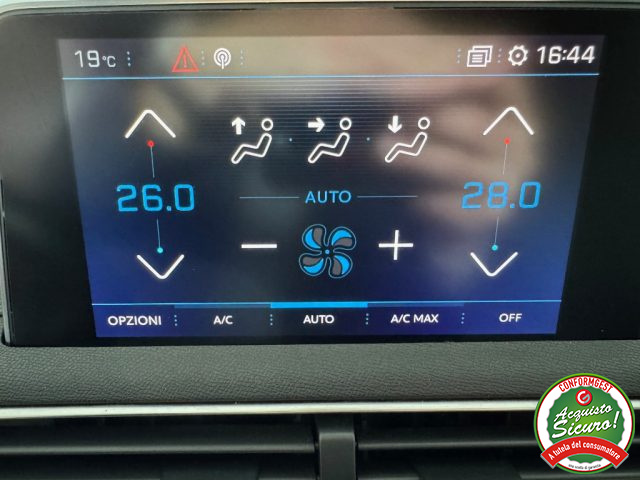 19°C
16:44
26.0
AUTO
28.0
OPZIONI
A/C
AUTO
A/C MAX
OFF
CONFORMGEST
Acquisto
Sicuro!
A tutela del consumatore